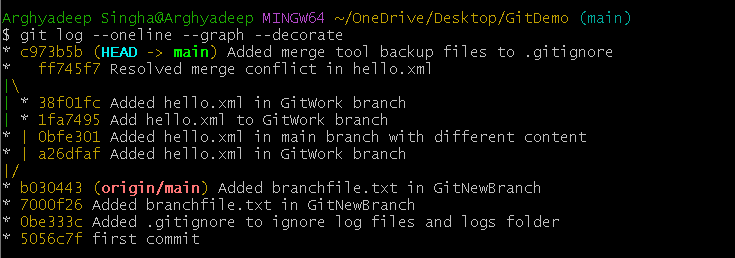 Arghyadeep Singha@Arghyadeep MINGW64 ~/OneDrive/Desktop/GitDemo (main)
$ git log --oneline --graph --decorate
* c973b5b (HEAD -> main) Added merge tool backup files to .gitignore
*   ff745f7 Resolved merge conflict in hello.xml
|\
| * 38f01fc Added hello.xml in GitWork branch
| * 1fa7495 Add hello.xml to GitWork branch
* | 0bfe301 Added hello.xml in main branch with different content
* | a26dfaf Added hello.xml in GitWork branch
|/
* b030443 (origin/main) Added branchfile.txt in GitNewBranch
* 7000f26 Added branchfile.txt in GitNewBranch
* 0be333c Added .gitignore to ignore log files and logs folder
* 5056c7f first commit